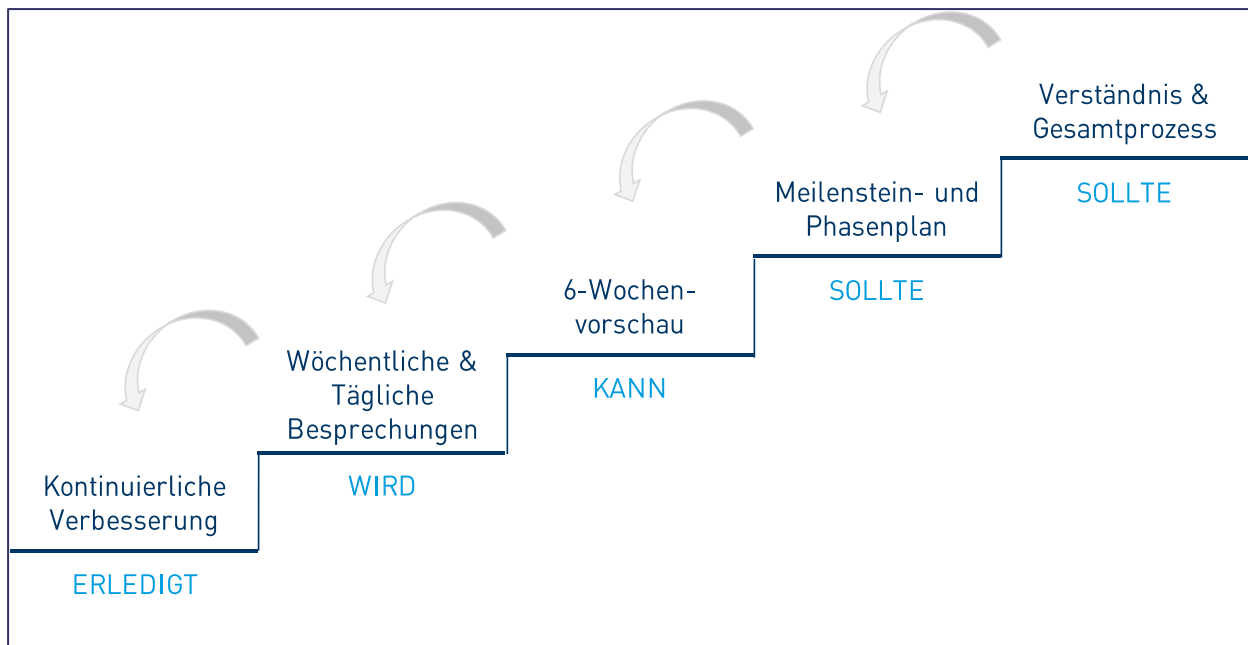 Verständnis &
Gesamtprozess
SOLLTE
Meilenstein- und
Phasenplan
SOLLTE
6-Wochen-
vorschau
KANN
Wöchentliche &
Tägliche
Besprechungen
WIRD
Kontinuierliche
Verbesserung
ERLEDIGT